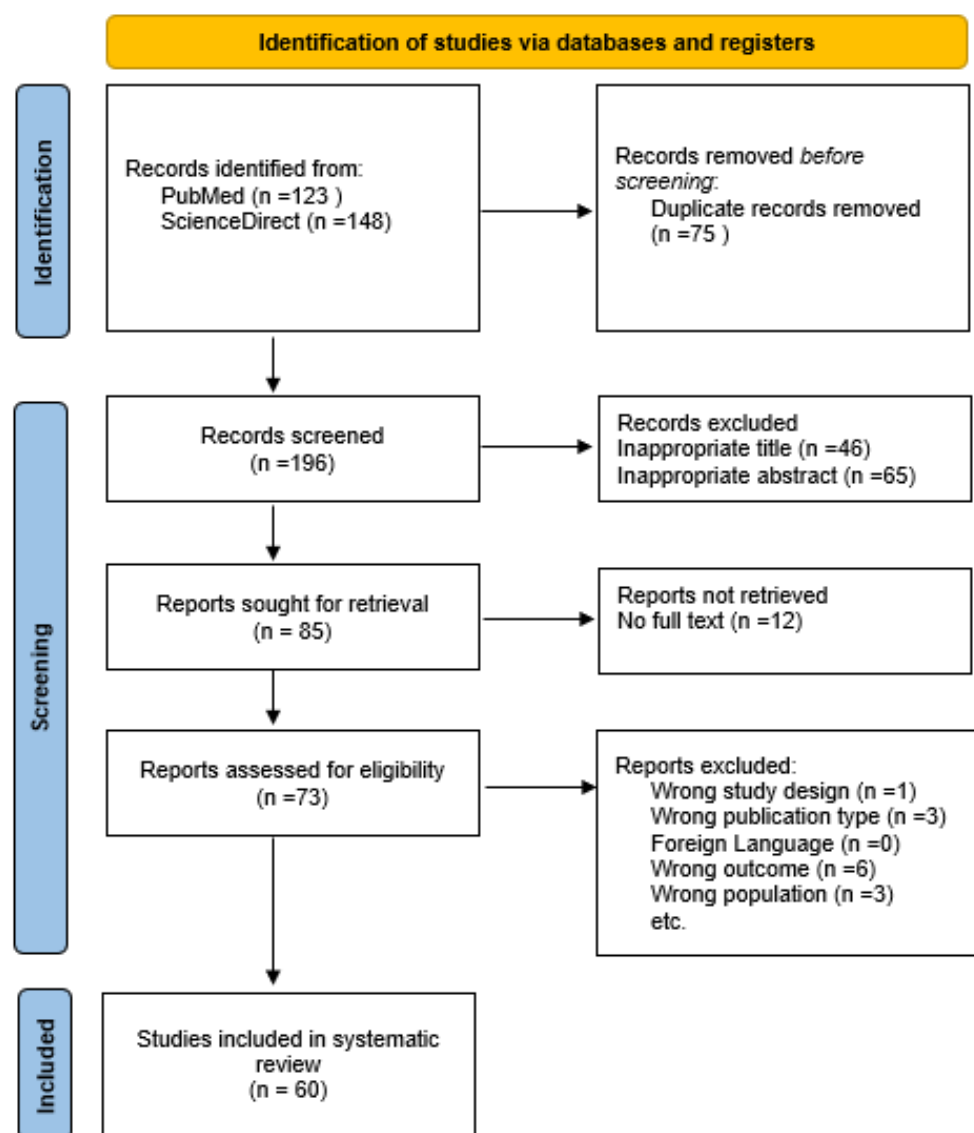 Identification of studies via databases and registers
Identification
Records identified from:
PubMed (n =123 )
ScienceDirect (n =148)
Records removed before
screening:
Duplicate records removed
(n =75 )
Screening
Records screened
(n =196)
Records excluded
Inappropriate title (n =46)
Inappropriate abstract (n =65)
Reports sought for retrieval
(n = 85)
Reports not retrieved
No full text (n =12)
Reports assessed for eligibility
(n =73)
Reports excluded:
Wrong study design (n =1)
Wrong publication type (n =3)
Foreign Language (n =0)
Wrong outcome (n =6)
Wrong population (n =3)
etc.
Included
Studies included in systematic
review
(n = 60)